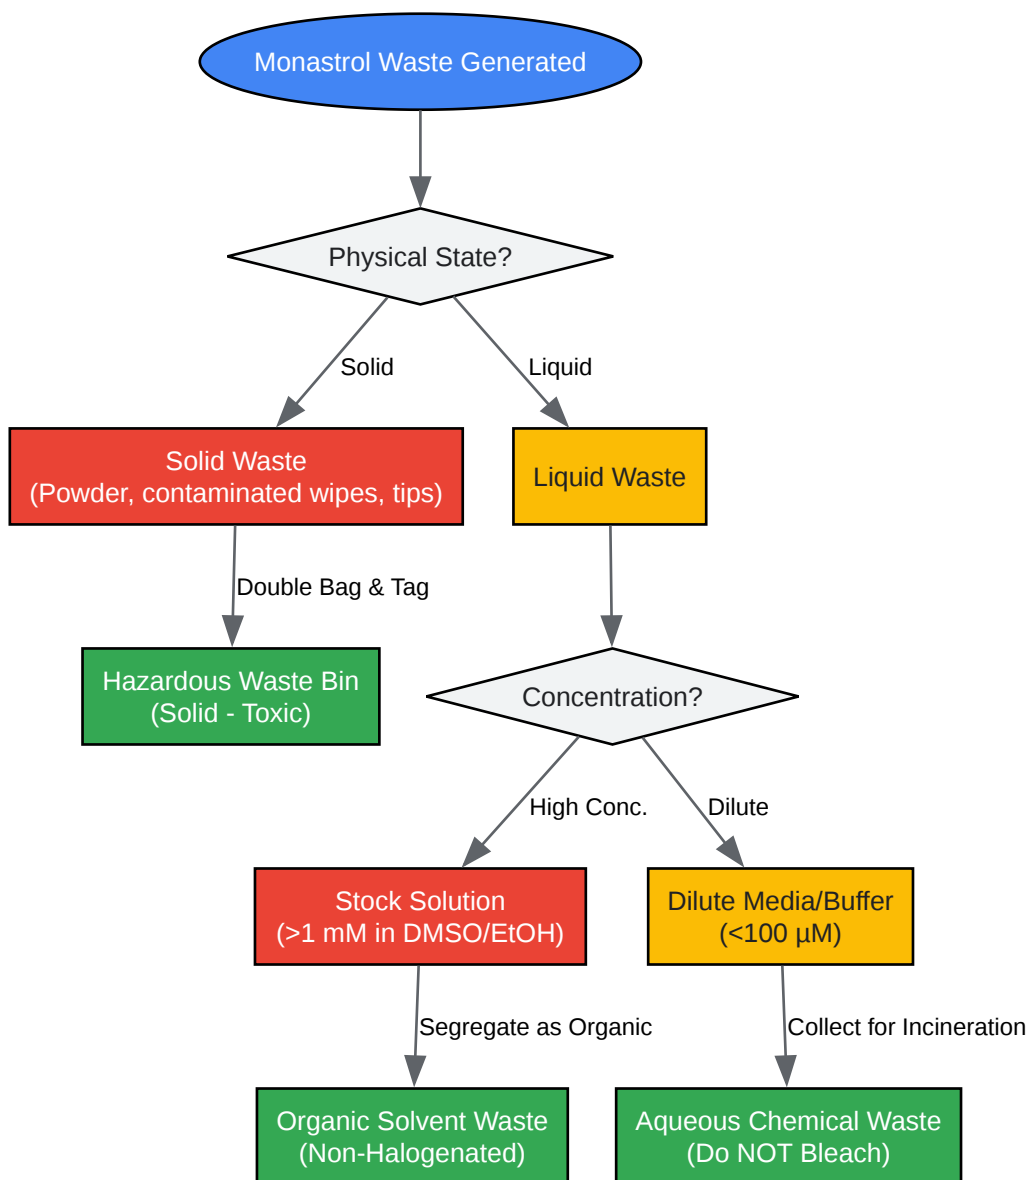 Monastrol Waste Generated
Physical State?
Solid
Liquid
Solid Waste
(Powder, contaminated wipes, tips)
Liquid Waste
Double Bag & Tag
Hazardous Waste Bin
(Solid - Toxic)
Concentration?
High Conc.
Dilute
Stock Solution
(>1 mM in DMSO/EtOH)
Dilute Media/Buffer
(<100 µM)
Segregate as Organic
Collect for Incineration
Organic Solvent Waste
(Non-Halogenated)
Aqueous Chemical Waste
(Do NOT Bleach)